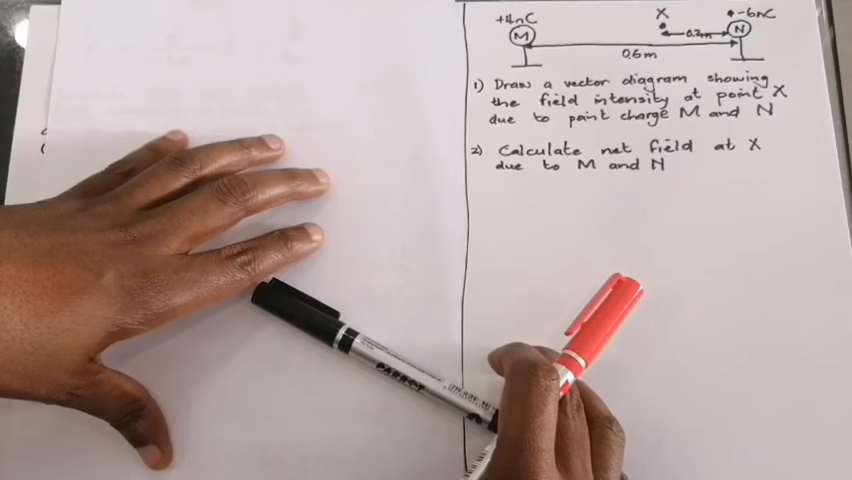 +4nC X -6nC
M N
0.2m
0.6m
1) Draw a vector diagram showing
the field intensity at point X
due to point charge M and N
2) Calculate net field at X
due to M and N
PARROT